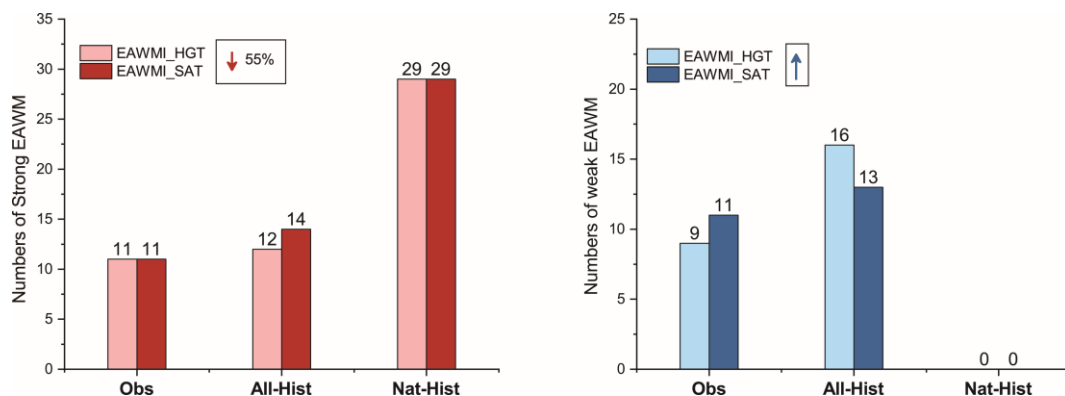 35
30
25
20
15
10
5
0
Numbers of Strong EAWM
EAWMI_HGT
EAWMI_SAT
↓ 55%
11 11
12 14
29 29
Obs All-Hist Nat-Hist
25
20
15
10
5
0
Numbers of weak EAWM
EAWMI_HGT
EAWMI_SAT
↑
9 11
16 13
0 0
Obs All-Hist Nat-Hist